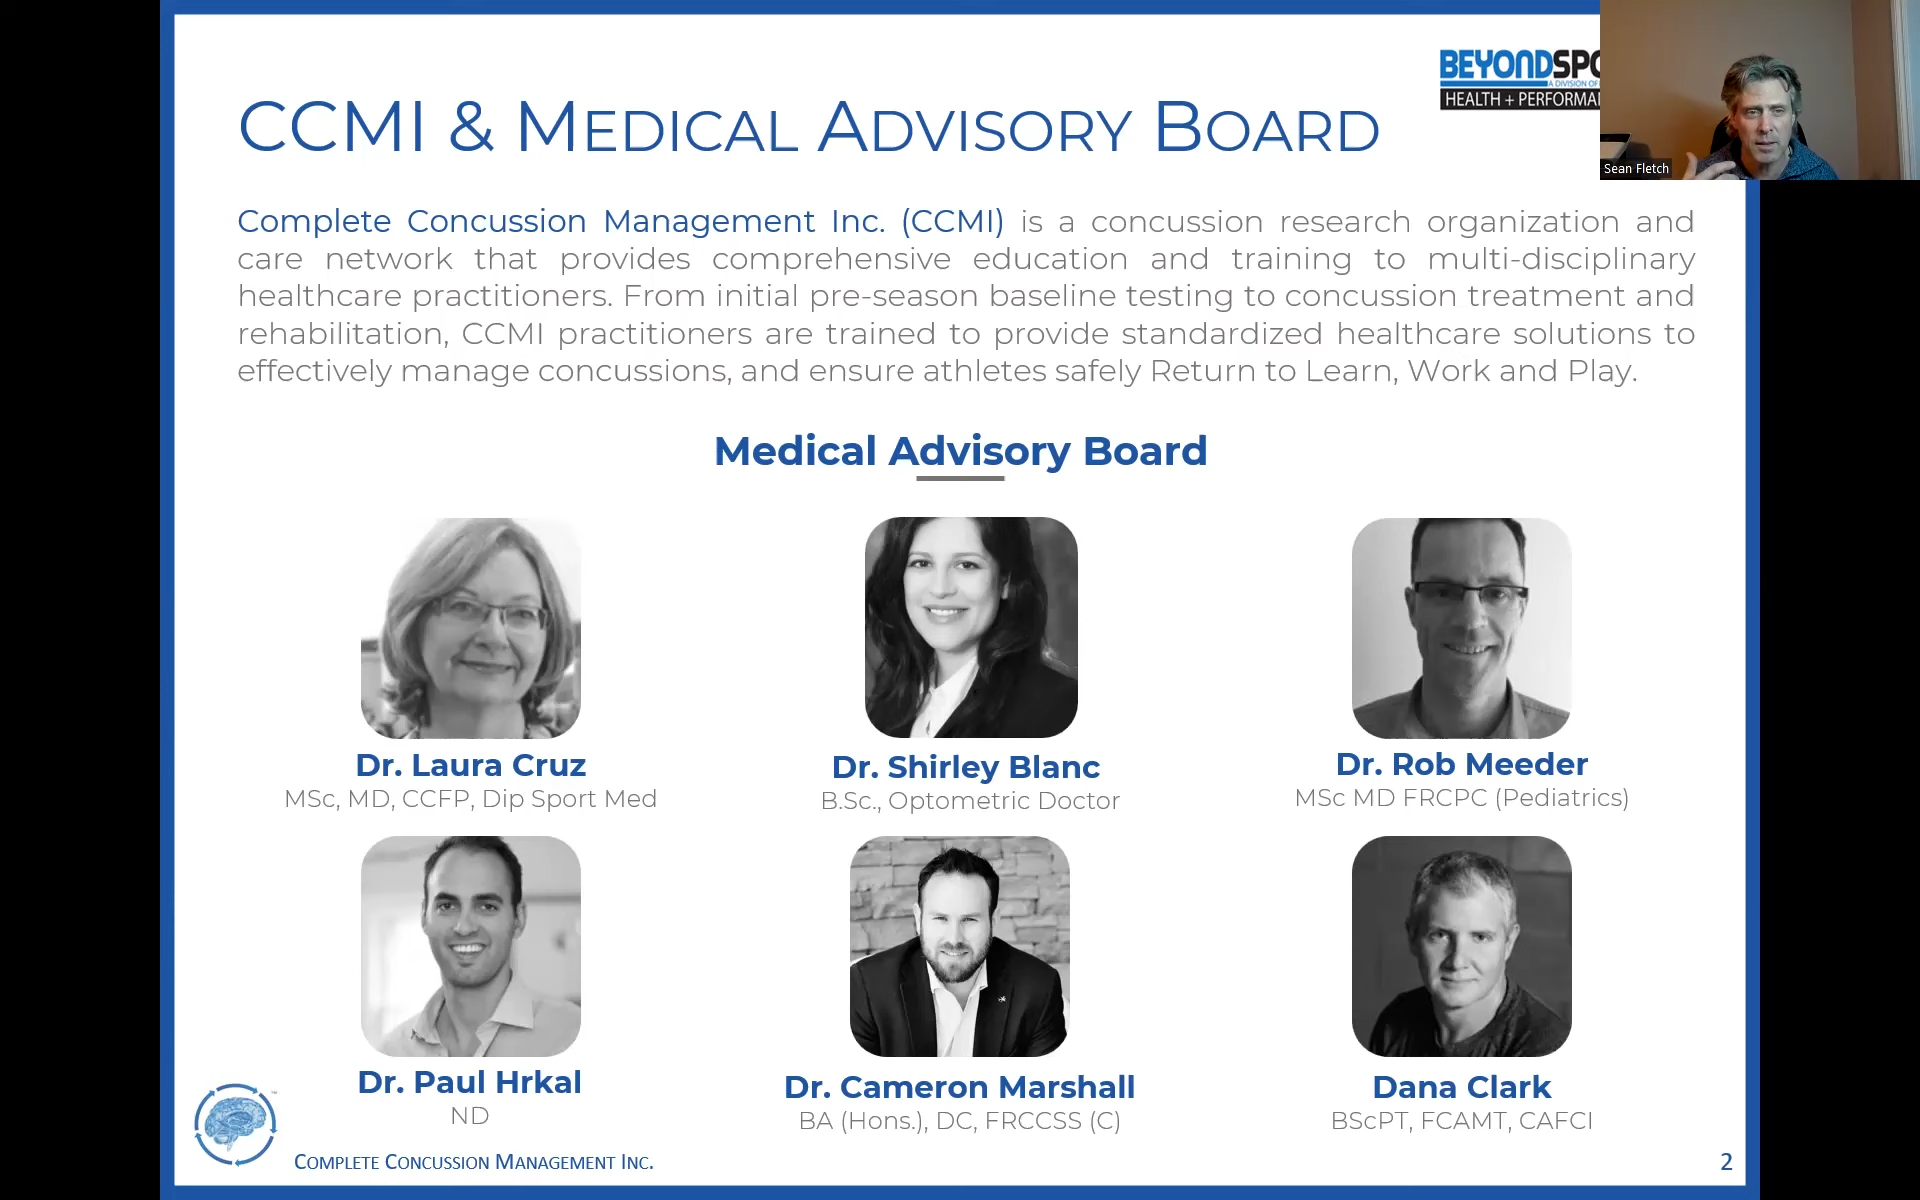 BEYONDSPO
A DIVISION OF
HEALTH + PERFORMA
Sean Fletch
CCMI & MEDICAL ADVISORY BOARD
Complete Concussion Management Inc. (CCMI) is a concussion research organization and
care network that provides comprehensive education and training to multi-disciplinary
healthcare practitioners. From initial pre-season baseline testing to concussion treatment and
rehabilitation, CCMI practitioners are trained to provide standardized healthcare solutions to
effectively manage concussions, and ensure athletes safely Return to Learn, Work and Play.
Medical Advisory Board
Dr. Laura Cruz
MSc, MD, CCFP, Dip Sport Med
Dr. Shirley Blanc
B.Sc., Optometric Doctor
Dr. Rob Meeder
MSc MD FRCPC (Pediatrics)
Dr. Paul Hrkal
ND
Dr. Cameron Marshall
BA (Hons.), DC, FRCCSS (C)
Dana Clark
BScPT, FCAMT, CAFCI
TM
COMPLETE CONCUSSION MANAGEMENT INC.
2